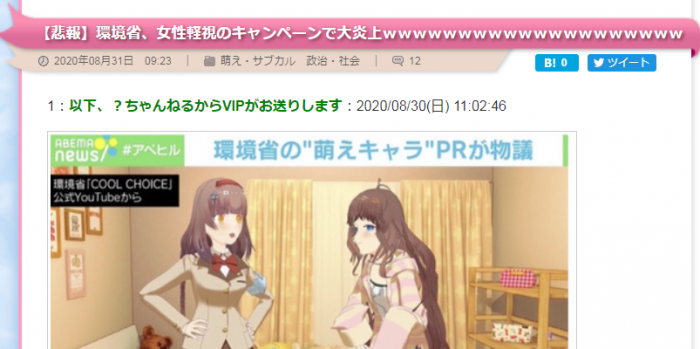 【悲報】環境省、女性軽視のキャンペーンで大炎上wwwwwwwwwwwwwwwwwwww
2020年08月31日 09:23 | 萌え・サブカル 政治・社会 | 12
B! 0 ツイート
1：以下、？ちゃんねるからVIPがお送りします：2020/08/30(日) 11:02:46
ABEMA news/ #アベヒル 環境省の"萌えキャラ"PRが物議
環境省「COOL CHOICE」
公式YouTubeから